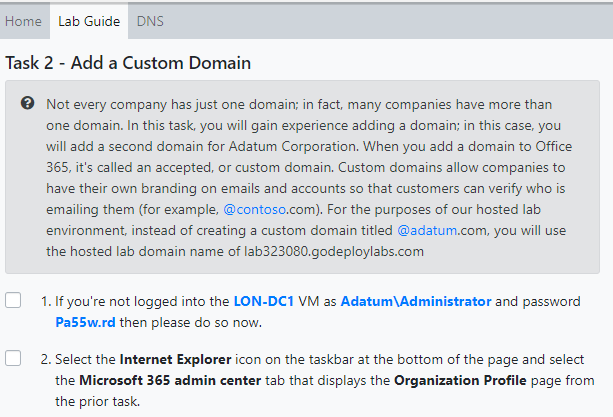 Home Lab Guide DNS
Task 2 - Add a Custom Domain
Not every company has just one domain; in fact, many companies have more than
one domain. In this task, you will gain experience adding a domain; in this case, you
will add a second domain for Adatum Corporation. When you add a domain to Office
365, it's called an accepted, or custom domain. Custom domains allow companies to
have their own branding on emails and accounts so that customers can verify who is
emailing them (for example, @contoso.com). For the purposes of our hosted lab
environment, instead of creating a custom domain titled @adatum.com, you will use
the hosted lab domain name of lab323080.godeploylabs.com
1. If you're not logged into the LON-DC1 VM as Adatum\Administrator and password
Pa55w.rd then please do so now.
2. Select the Internet Explorer icon on the taskbar at the bottom of the page and select
the Microsoft 365 admin center tab that displays the Organization Profile page from
the prior task.